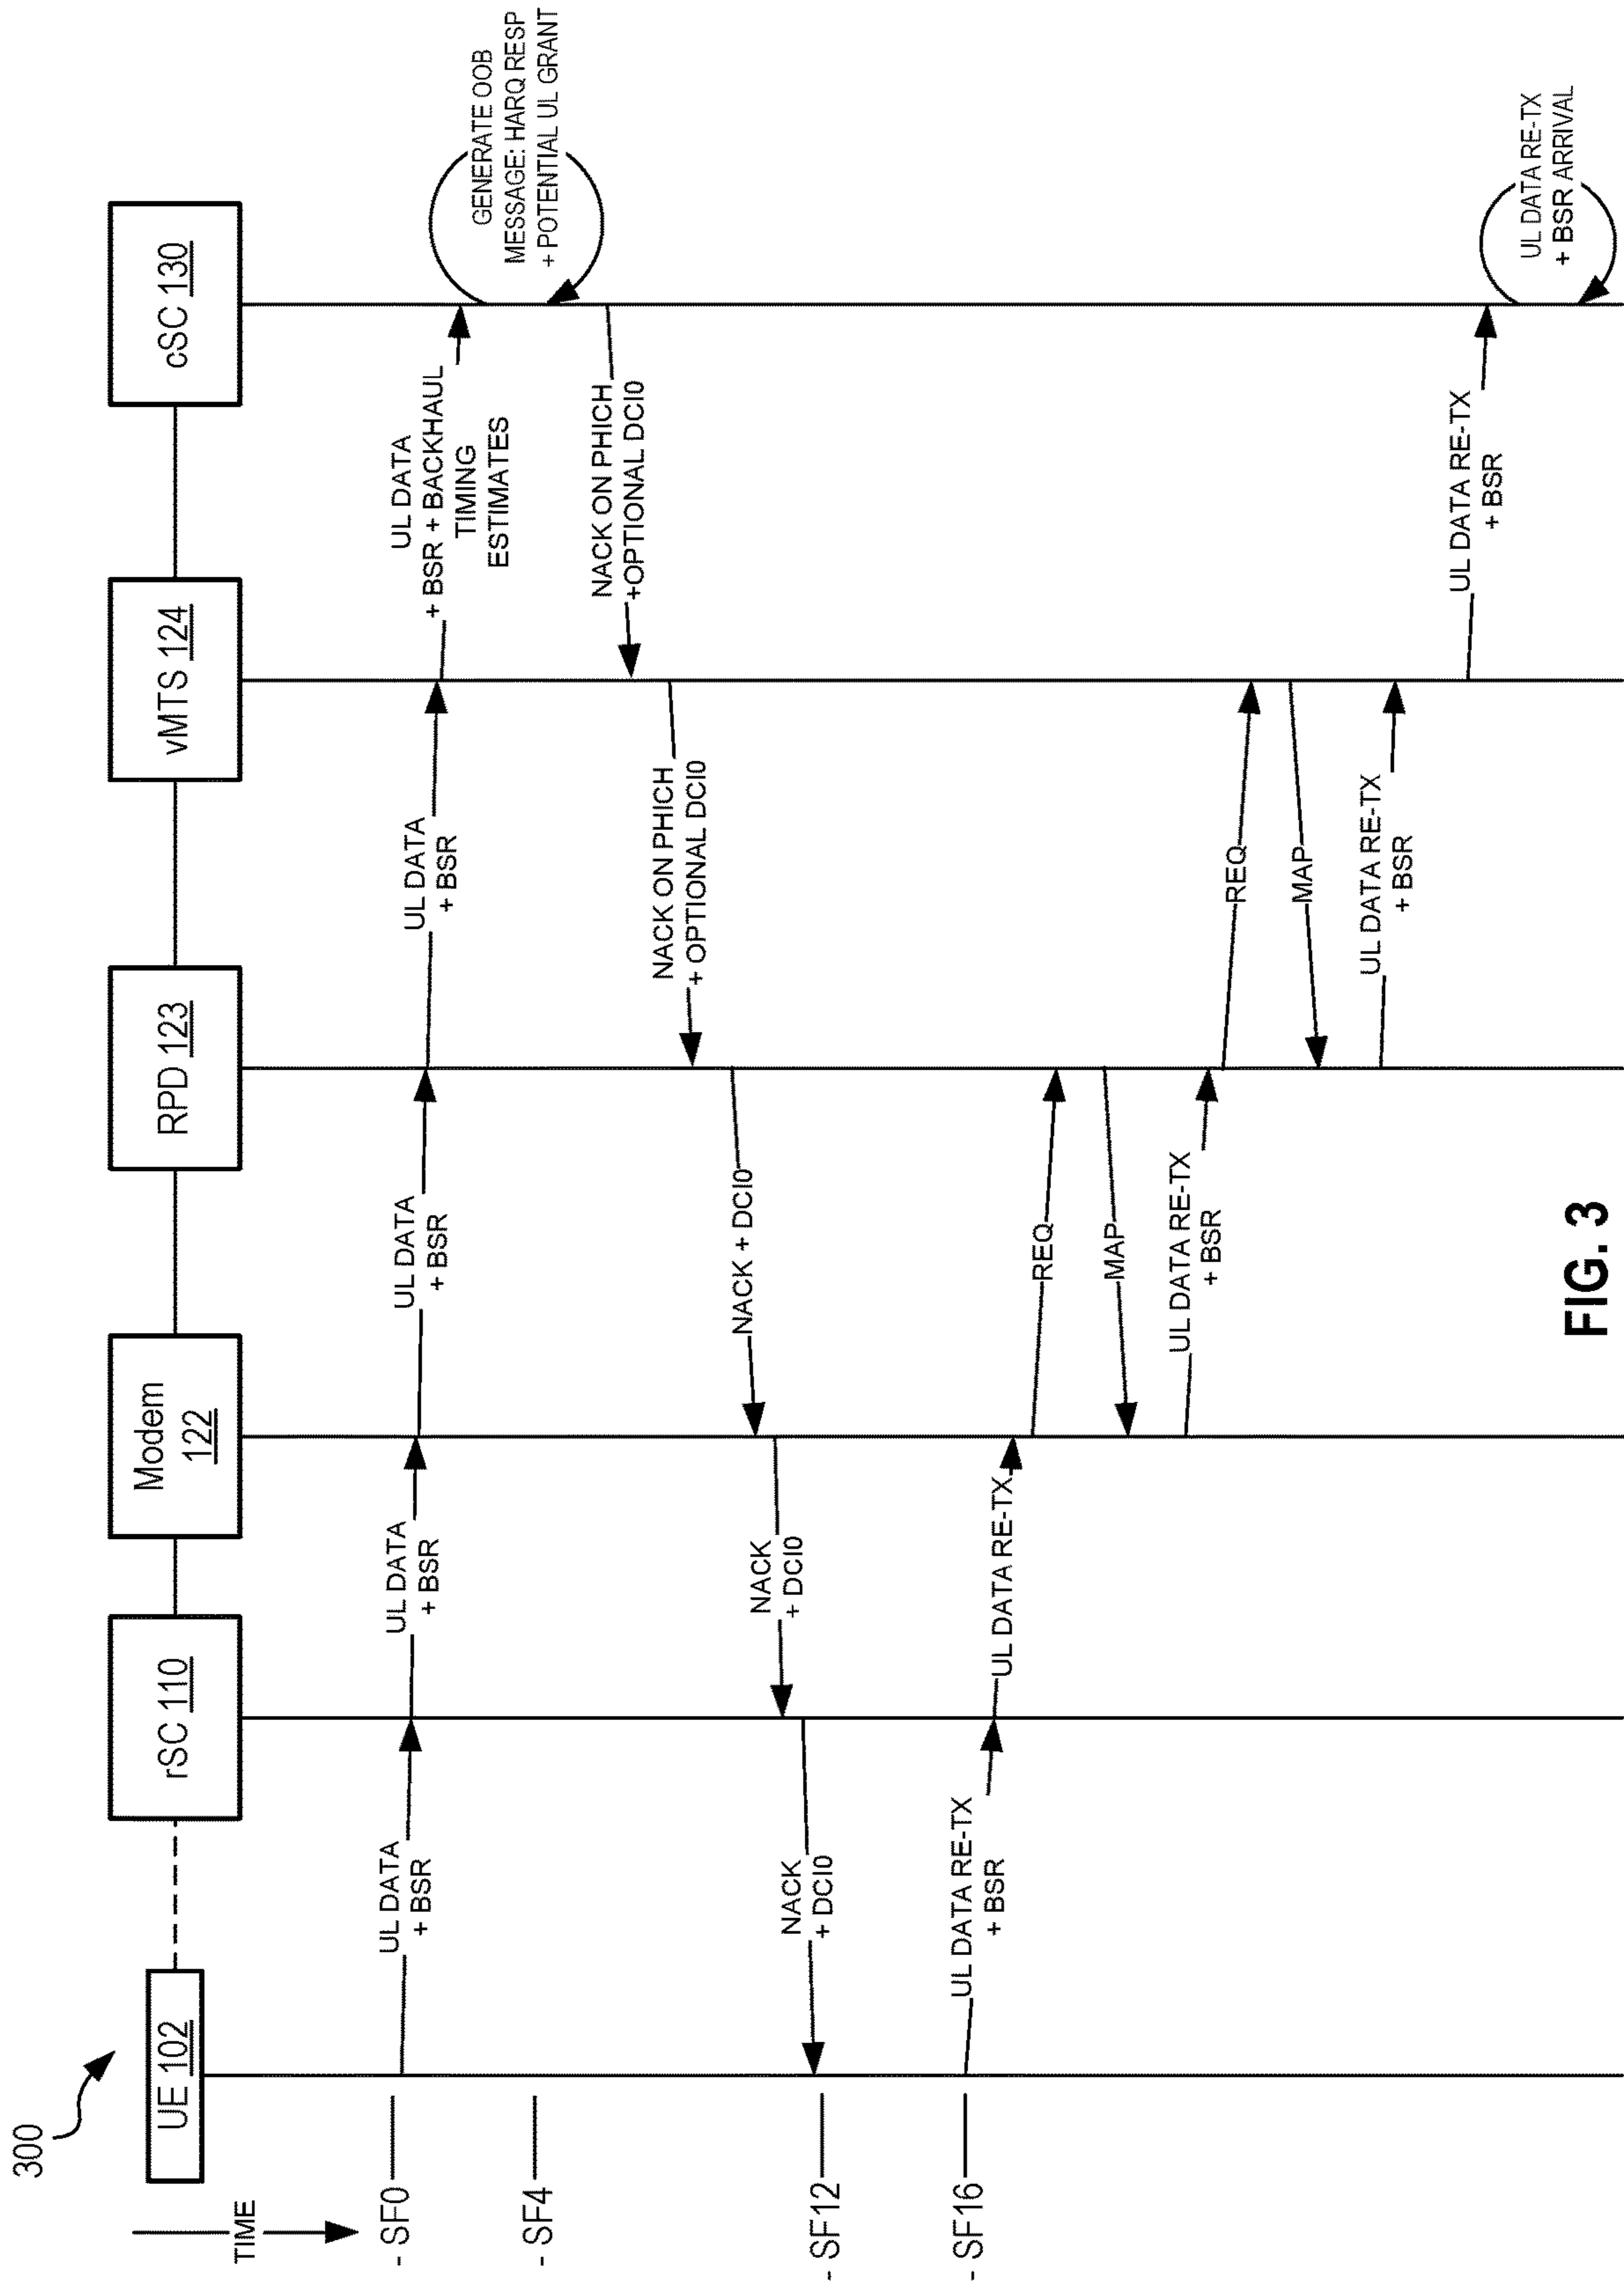 300
TIME
UE 102
rSC 110
Modem
122
RPD 123
vMTS 124
cSC 130
- SF0
UL DATA
+ BSR
UL DATA
+ BSR
UL DATA
+ BSR
UL DATA
+ BSR
UL DATA
+ BSR + BACKHAUL
TIMING
ESTIMATES
GENERATE OOB
MESSAGE: HARQ RESP
+ POTENTIAL UL GRANT
- SF4
NACK ON PHICH
+OPTIONAL DCI0
NACK ON PHICH
+ OPTIONAL DCI0
NACK + DCI0
NACK
+ DCI0
NACK
+ DCI0
- SF12
- SF16
UL DATA RE-TX
+ BSR
UL DATA RE-TX
REQ
MAP
UL DATA RE-TX
+ BSR
REQ
MAP
UL DATA RE-TX
+ BSR
UL DATA RE-TX
+ BSR
UL DATA RE-TX
+ BSR ARRIVAL
FIG. 3